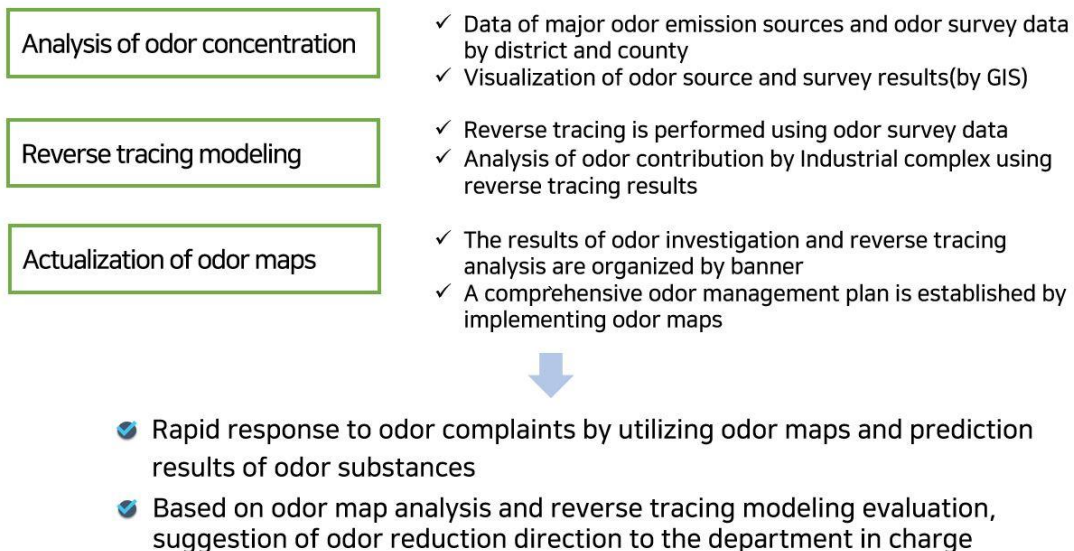 Analysis of odor concentration
✓ Data of major odor emission sources and odor survey data
by district and county
✓ Visualization of odor source and survey results(by GIS)
Reverse tracing modeling
✓ Reverse tracing is performed using odor survey data
✓ Analysis of odor contribution by Industrial complex using
reverse tracing results
Actualization of odor maps
✓ The results of odor investigation and reverse tracing
analysis are organized by banner
✓ A comprehensive odor management plan is established by
implementing odor maps
Rapid response to odor complaints by utilizing odor maps and prediction
results of odor substances
Based on odor map analysis and reverse tracing modeling evaluation,
suggestion of odor reduction direction to the department in charge